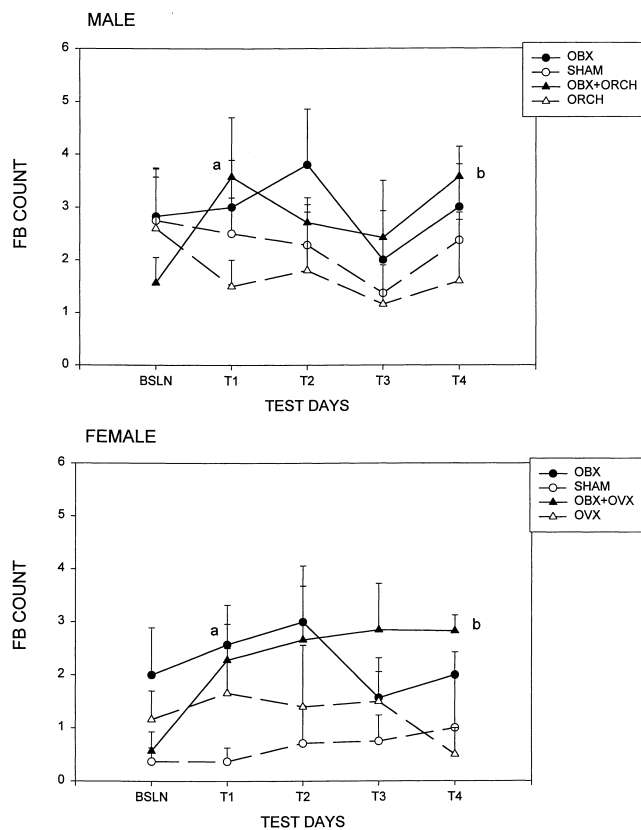 MALE
6
5
4
3
2
1
0
FB COUNT
a
b
OBX
SHAM
OBX+ORCH
ORCH
BSLN T1 T2 T3 T4
TEST DAYS
FEMALE
6
5
4
3
2
1
0
FB COUNT
a
b
OBX
SHAM
OBX+OVX
OVX
BSLN T1 T2 T3 T4
TEST DAYS